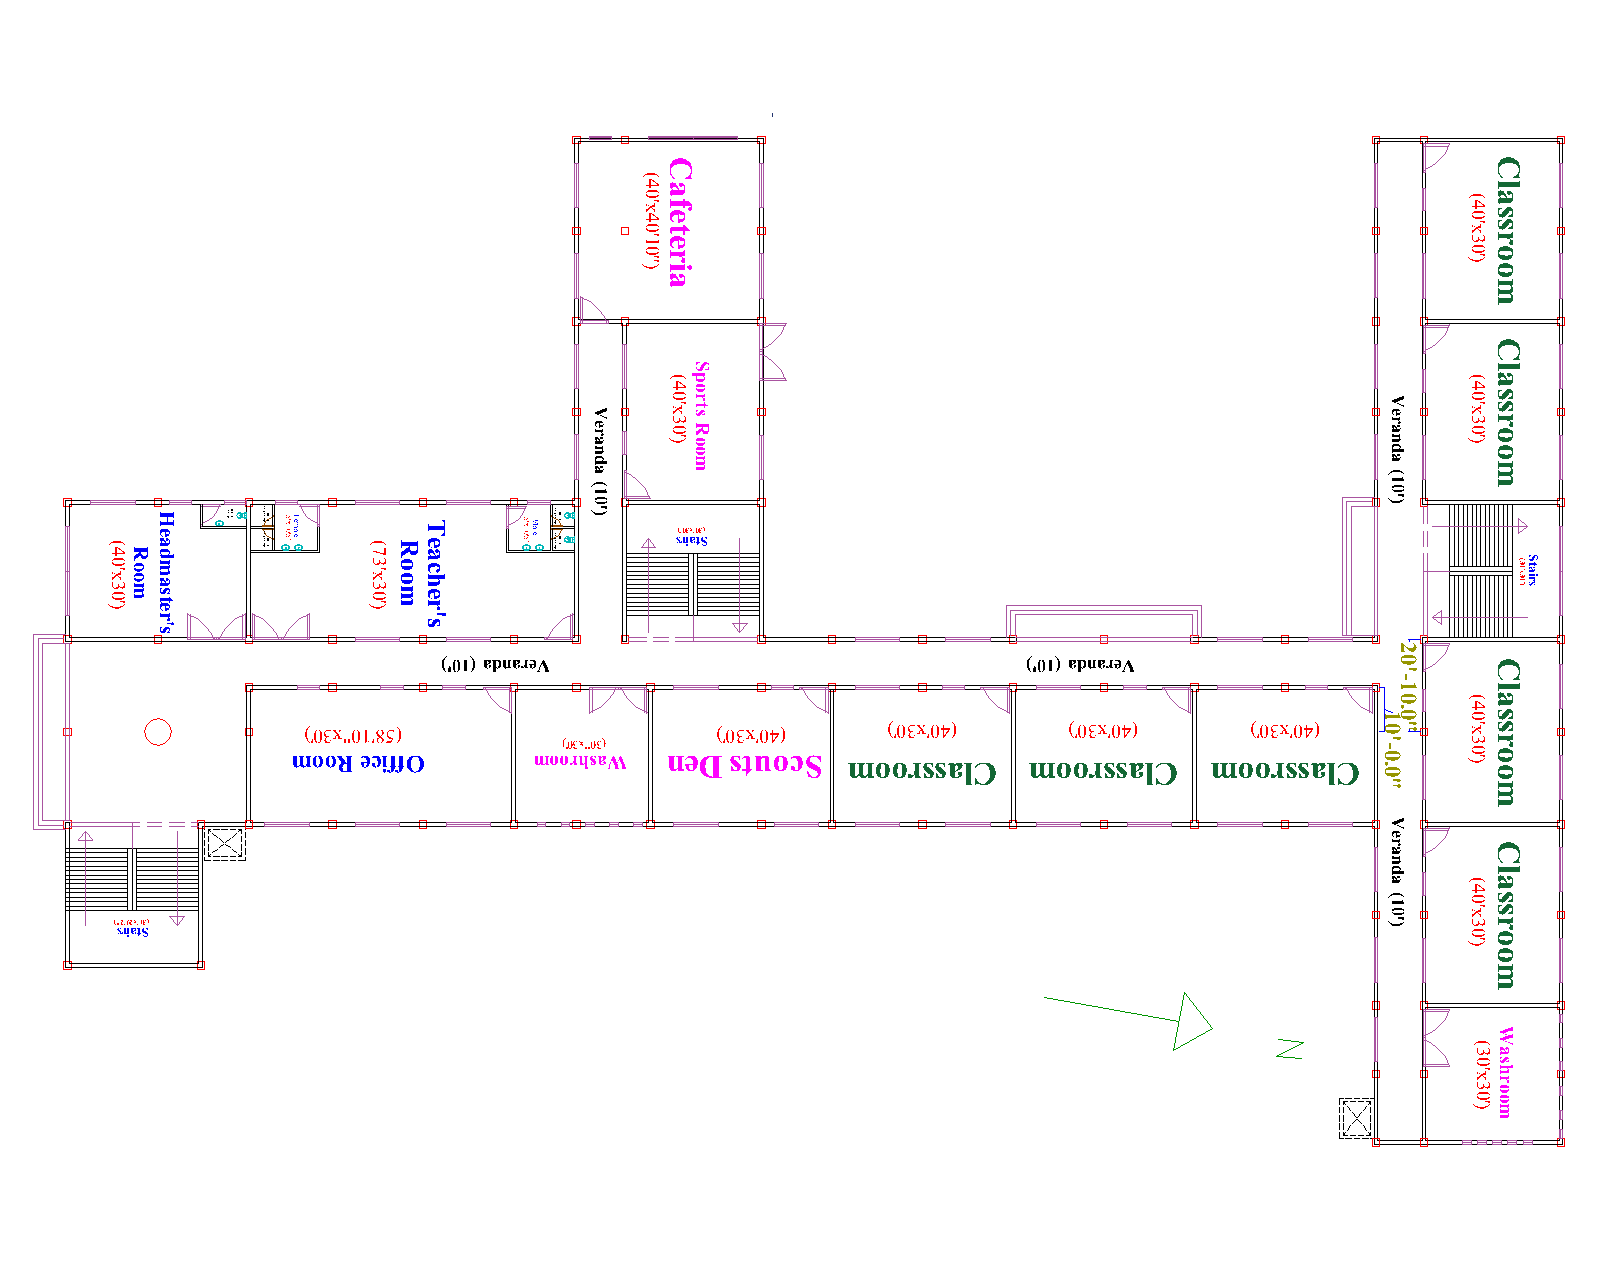 Cafeteria
(40'x40'10")
Classroom
(40'x30')
Classroom
(40'x30')
Sports Room
(40'x30')
Veranda (10')
Veranda (10')
Headmaster's
Room
(40'x30')
Teacher's
Room
(73'x30')
Stairs
Stairs
Veranda (10')
Veranda (10')
20'-10.0"
10'-0.0"
Classroom
(40'x30')
(58'10"x30')
Office Room
(30"x30')
Washroom
(40'x30')
Scouts Den
(40'x30')
Classroom
(40'x30')
Classroom
(40'x30')
Classroom
Veranda (10')
Classroom
(40'x30')
Stairs
Washroom
(30'x30')
N